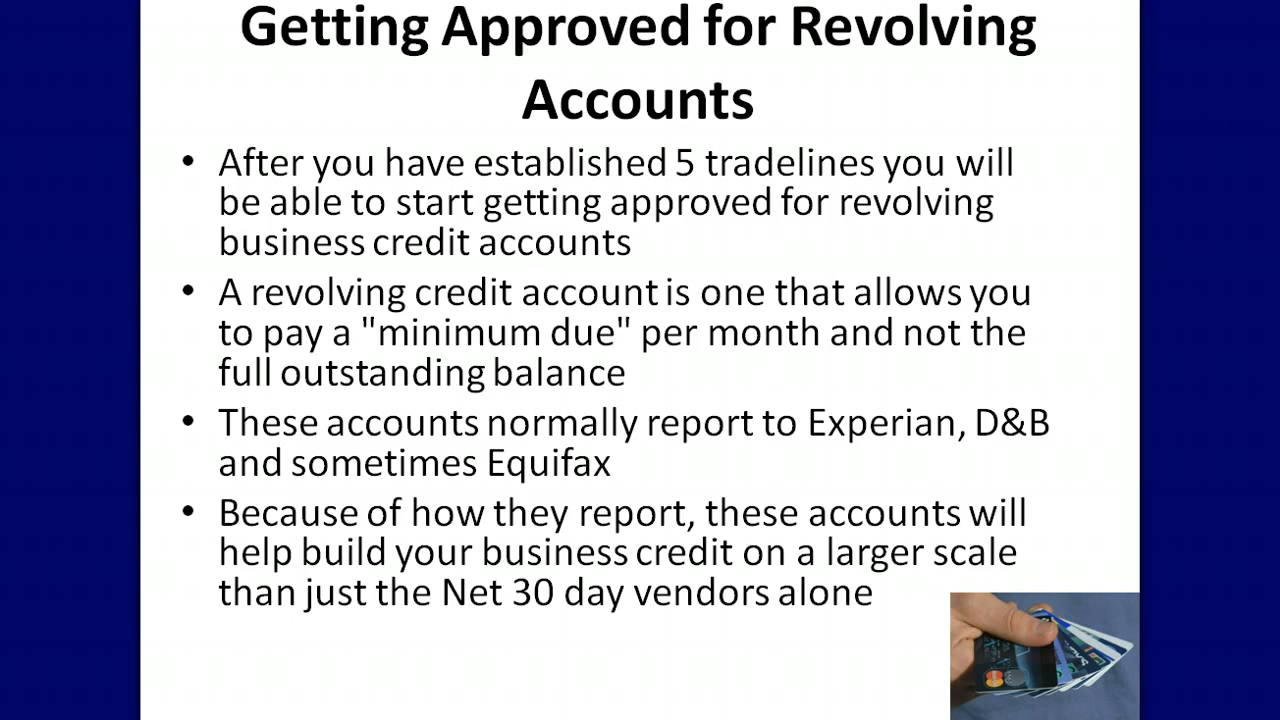 Getting Approved for Revolving
Accounts
• After you have established 5 tradelines you will
be able to start getting approved for revolving
business credit accounts
• A revolving credit account is one that allows you
to pay a "minimum due" per month and not the
full outstanding balance
• These accounts normally report to Experian, D&B
and sometimes Equifax
• Because of how they report, these accounts will
help build your business credit on a larger scale
than just the Net 30 day vendors alone